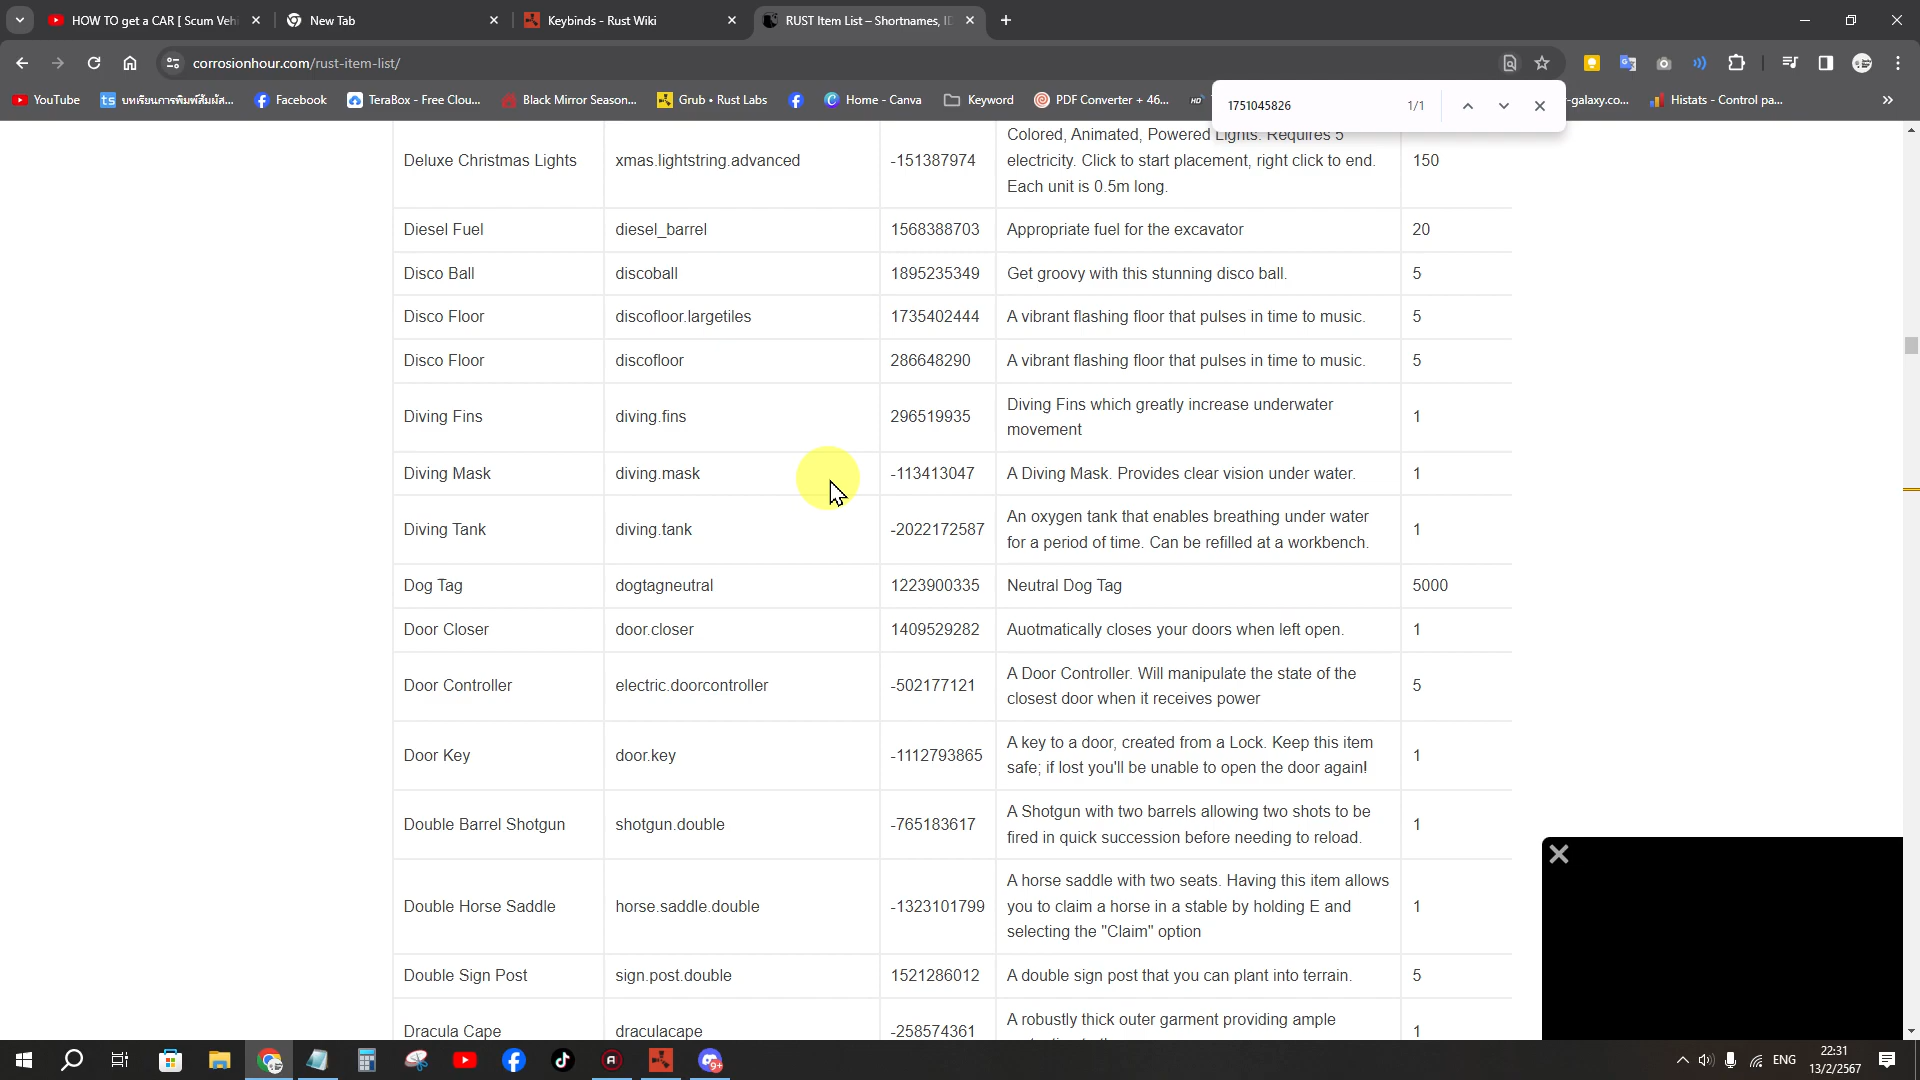 HOW TO get a CAR [ Scum Veh
New Tab
Keybinds - Rust Wiki
RUST Item List – Shortnames, I
corrosionhour.com/rust-item-list/
YouTube
ts
Facebook
TeraBox - Free Clou...
Black Mirror Season...
Grub • Rust Labs
Home - Canva
Keyword
PDF Converter + 46...
HD
-galaxy.co...
Histats - Control pa...
1751045826 1/1
Colored, Animated, Powered Lights. Requires 5
Deluxe Christmas Lights xmas.lightstring.advanced -151387974 electricity. Click to start placement, right click to end. 150
Each unit is 0.5m long.
Diesel Fuel diesel_barrel 1568388703 Appropriate fuel for the excavator 20
Disco Ball discoball 1895235349 Get groovy with this stunning disco ball. 5
Disco Floor discofloor.largetiles 1735402444 A vibrant flashing floor that pulses in time to music. 5
Disco Floor discofloor 286648290 A vibrant flashing floor that pulses in time to music. 5
Diving Fins diving.fins 296519935 Diving Fins which greatly increase underwater 1
movement
Diving Mask diving.mask -113413047 A Diving Mask. Provides clear vision under water. 1
Diving Tank diving.tank -2022172587 An oxygen tank that enables breathing under water 1
for a period of time. Can be refilled at a workbench.
Dog Tag dogtagneutral 1223900335 Neutral Dog Tag 5000
Door Closer door.closer 1409529282 Auotmatically closes your doors when left open. 1
Door Controller electric.doorcontroller -502177121 A Door Controller. Will manipulate the state of the 5
closest door when it receives power
Door Key door.key -1112793865 A key to a door, created from a Lock. Keep this item 1
safe; if lost you'll be unable to open the door again!
Double Barrel Shotgun shotgun.double -765183617 A Shotgun with two barrels allowing two shots to be 1
fired in quick succession before needing to reload.
A horse saddle with two seats. Having this item allows
Double Horse Saddle horse.saddle.double -1323101799 you to claim a horse in a stable by holding E and 1
selecting the "Claim" option
Double Sign Post sign.post.double 1521286012 A double sign post that you can plant into terrain. 5
Dracula Cape draculacape -258574361 A robustly thick outer garment providing ample 1
9+
ENG
22:31
13/2/2567